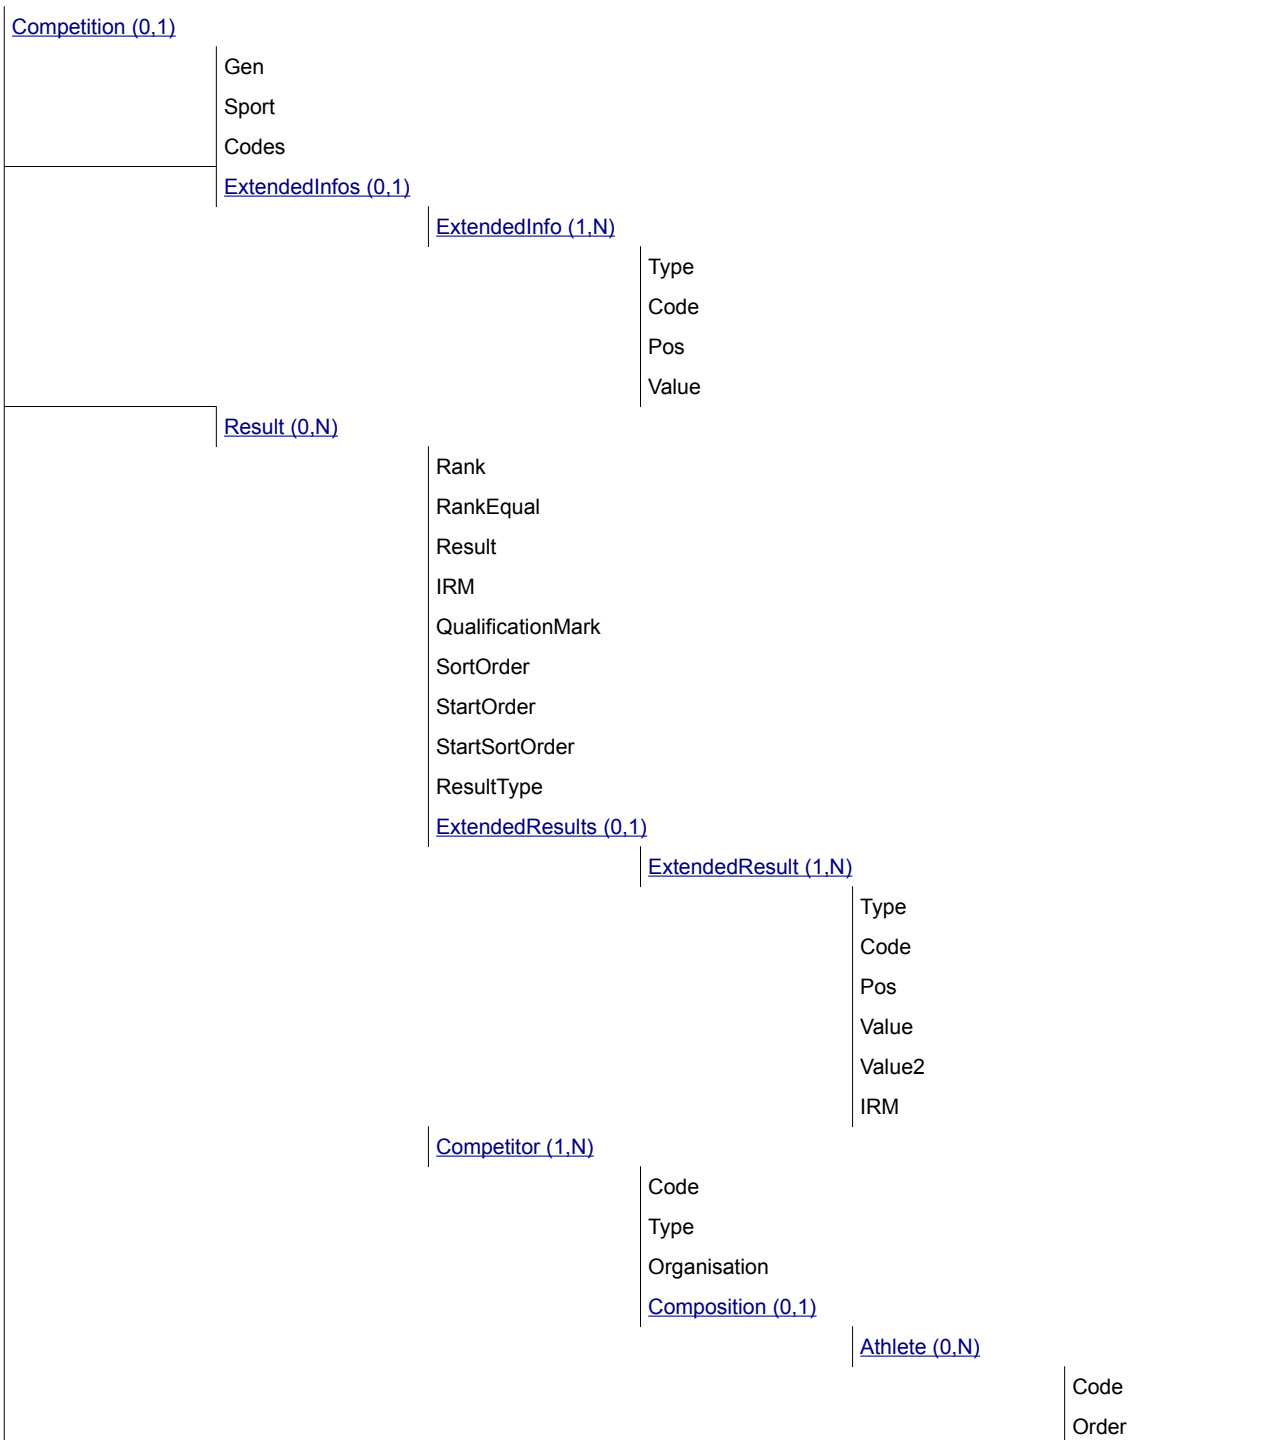 Competition (0,1)
Gen
Sport
Codes
ExtendedInfos (0,1)
ExtendedInfo (1,N)
Type
Code
Pos
Value
Result (0,N)
Rank
RankEqual
Result
IRM
QualificationMark
SortOrder
StartOrder
StartSortOrder
ResultType
ExtendedResults (0,1)
ExtendedResult (1,N)
Type
Code
Pos
Value
Value2
IRM
Competitor (1,N)
Code
Type
Organisation
Composition (0,1)
Athlete (0,N)
Code
Order